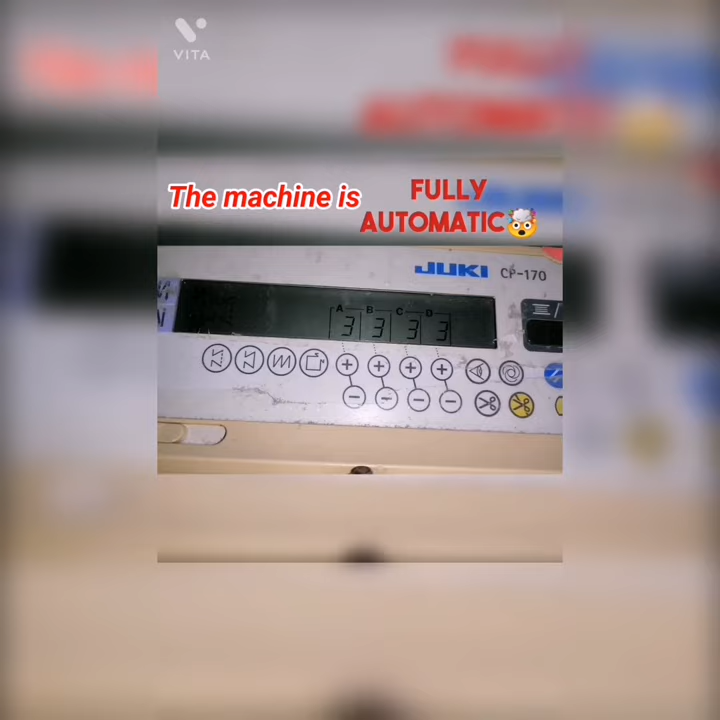 VITA
The machine is
FULLY
AUTOMATIC🤯
JUKI CP-170
A B C D
3 3 3 3